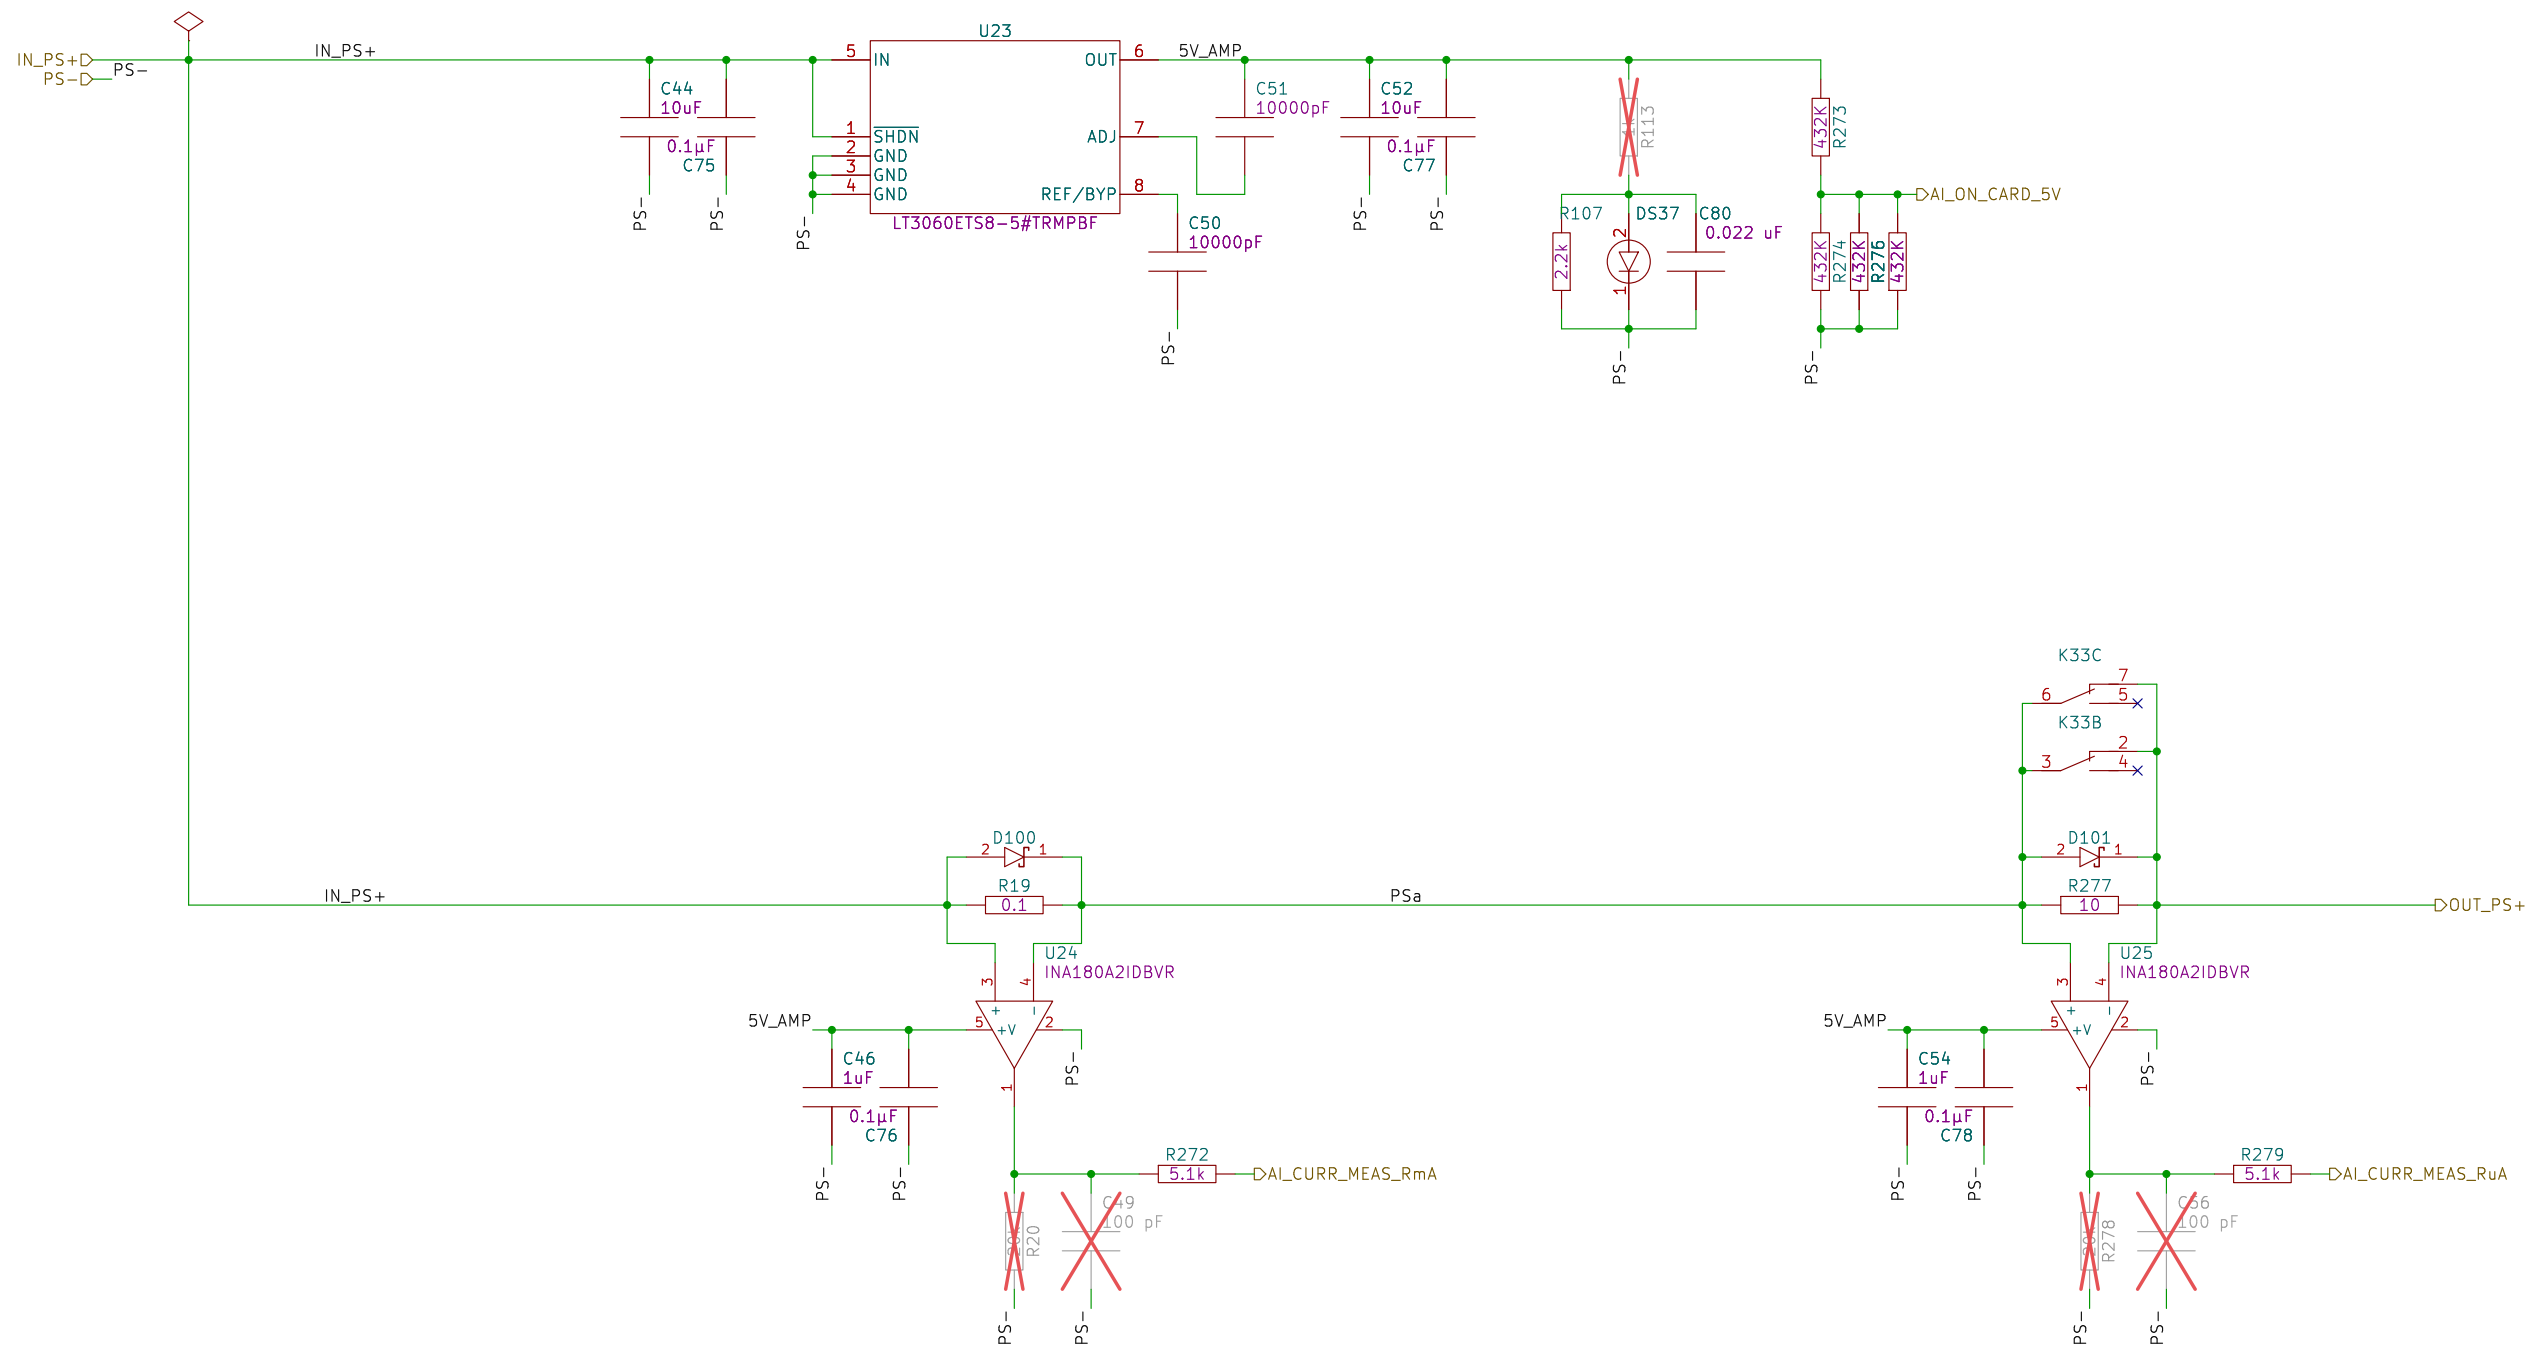 IN_PS+
PS-
PS-
IN_PS+
U23
5 IN
1 SHDN
2 GND
3 GND
4 GND
OUT 6
ADJ 7
REF/BYP 8
LT3060ETS8-5#TRMPBF
C44
10uF
0.1µF
C75
PS-
PS-
PS-
5V_AMP
C51
10000pF
C50
10000pF
PS-
C52
10uF
0.1µF
C77
PS-
PS-
R113
R107
2.2k
DS37
2
1
C80
0.022 uF
PS-
432K
R273
AI_ON_CARD_5V
432K
R274
432K
R276
432K
PS-
K33C
7
6
5
K33B
2
3
4
D100
2
1
R19
0.1
IN_PS+
PSa
D101
2
1
R277
10
OUT_PS+
U24
INA180A2IDBVR
3
4
+
-
5
+V
2
1
5V_AMP
C46
1uF
0.1µF
C76
PS-
PS-
PS-
R272
5.1k
AI_CURR_MEAS_RmA
R20
C49
100 pF
PS-
PS-
U25
INA180A2IDBVR
3
4
+
-
5
+V
2
1
5V_AMP
C54
1uF
0.1µF
C78
PS-
PS-
PS-
R279
5.1k
AI_CURR_MEAS_RuA
R278
100 pF
PS-
PS-